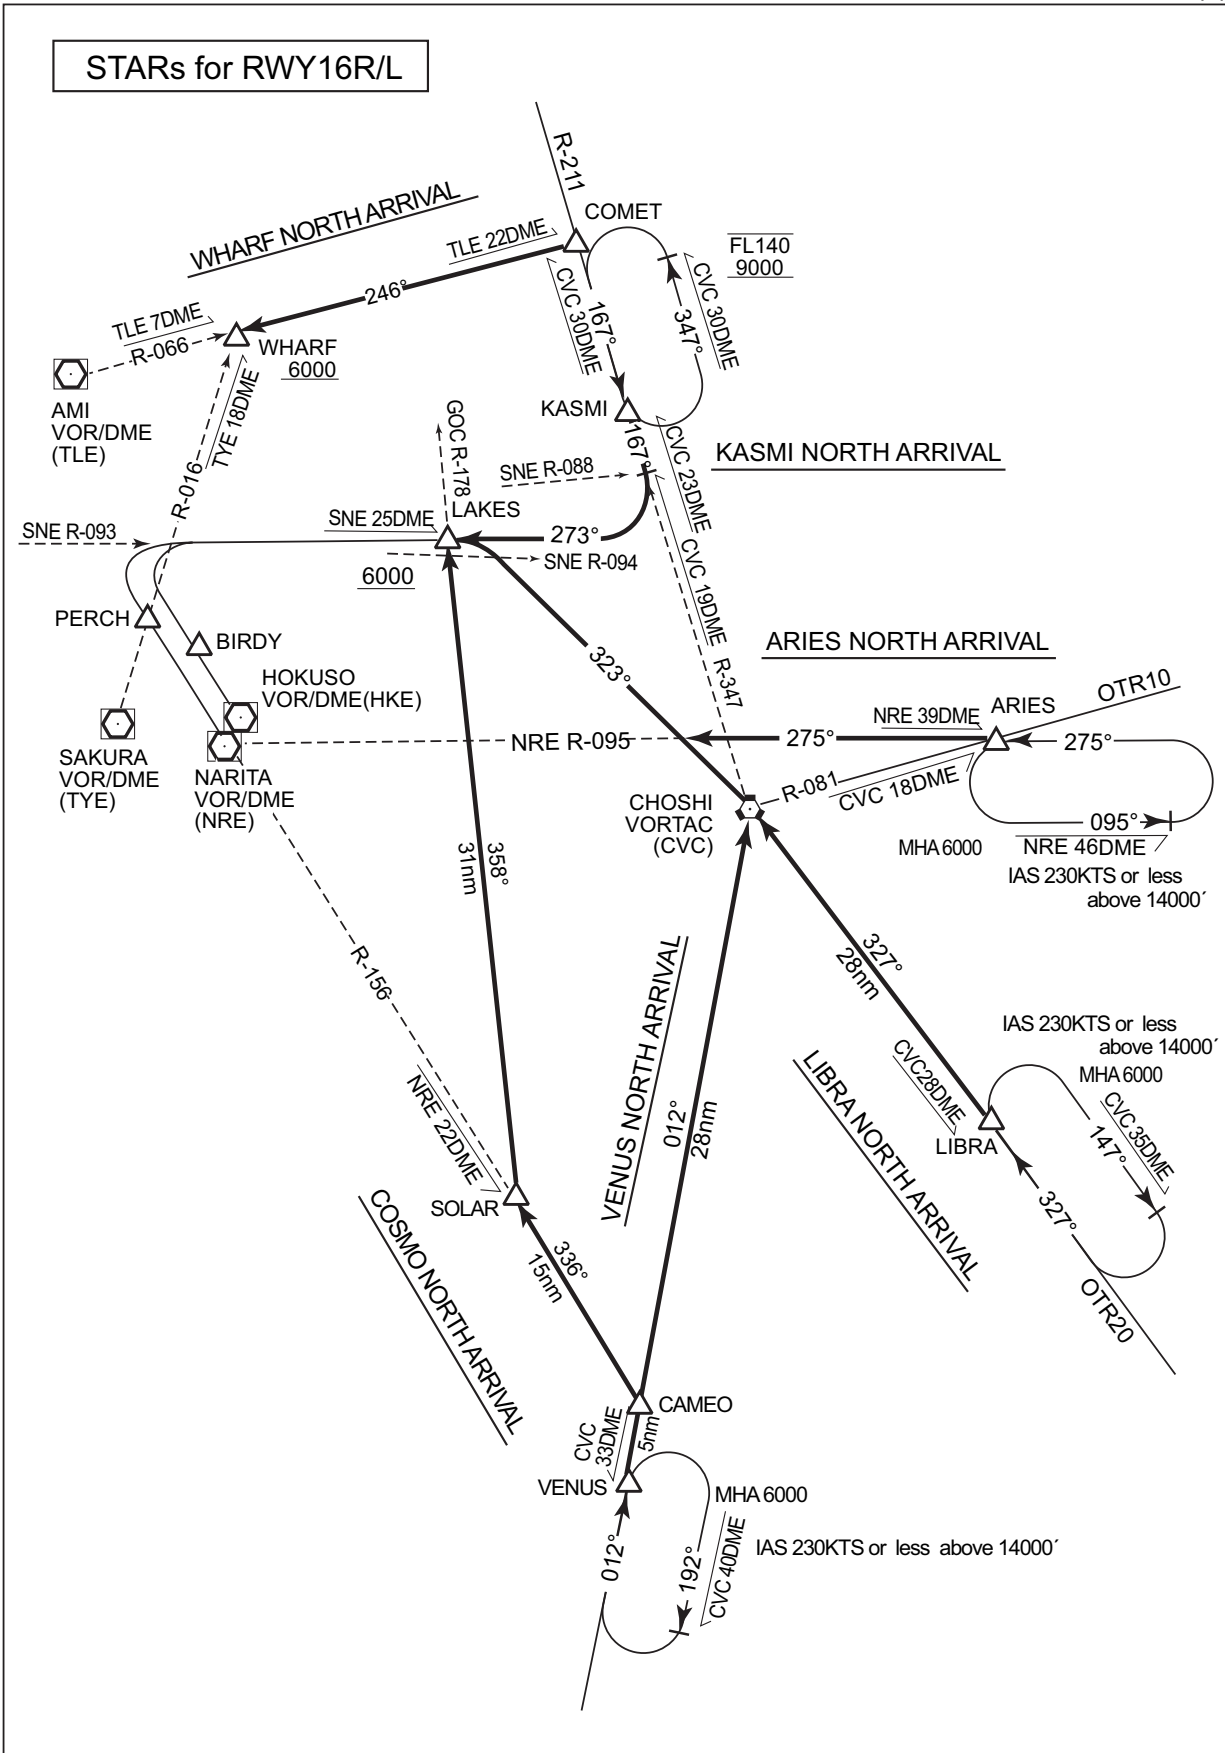 STARs for RWY16R/L
R-211
COMET
WHARF NORTH ARRIVAL
TLE 22DME
FL140
9000
CVC 30DME
CVC 30DME
246°
167°
347°
TLE 7DME
R-066
WHARF
6000
AMI
VOR/DME
(TLE)
TYE 18DME
R-016
KASMI
167°
CVC 23DME
KASMI NORTH ARRIVAL
GOC R-178
SNE R-088
LAKES
SNE 25DME
SNE R-093
273°
SNE R-094
6000
CVC 19DME
R-347
PERCH
BIRDY
323°
ARIES NORTH ARRIVAL
HOKUSO
VOR/DME(HKE)
OTR10
ARIES
NRE 39DME
NRE R-095
275°
275°
SAKURA
VOR/DME
(TYE)
NARITA
VOR/DME
(NRE)
R-081
CVC 18DME
CHOSHI
VORTAC
(CVC)
095°
MHA 6000
NRE 46DME
IAS 230KTS or less
above 14000´
358°
31nm
R-156
327°
28nm
VENUS NORTH ARRIVAL
IAS 230KTS or less
above 14000´
MHA 6000
CVC28DME
CVC 35DME
147°
LIBRA
LIBRA NORTH ARRIVAL
012°
28nm
NRE 22DME
SOLAR
327°
OTR20
COSMO NORTH ARRIVAL
336°
15nm
CAMEO
CVC
33DME
5nm
VENUS
MHA 6000
012°
192°
CVC 40DME
IAS 230KTS or less above 14000´